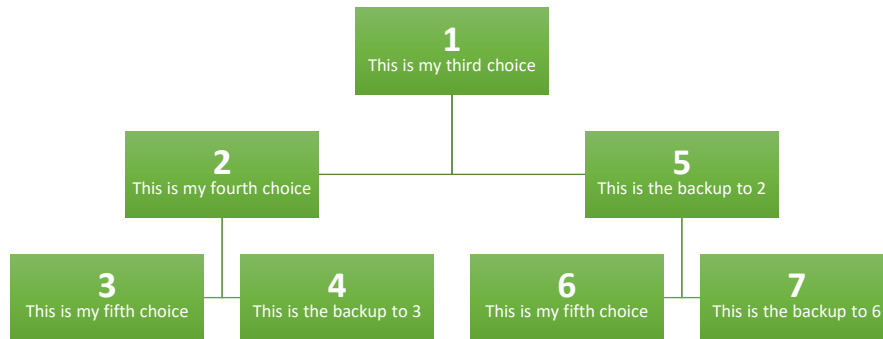 1
This is my third choice
2
This is my fourth choice
5
This is the backup to 2
3
This is my fifth choice
4
This is the backup to 3
6
This is my fifth choice
7
This is the backup to 6